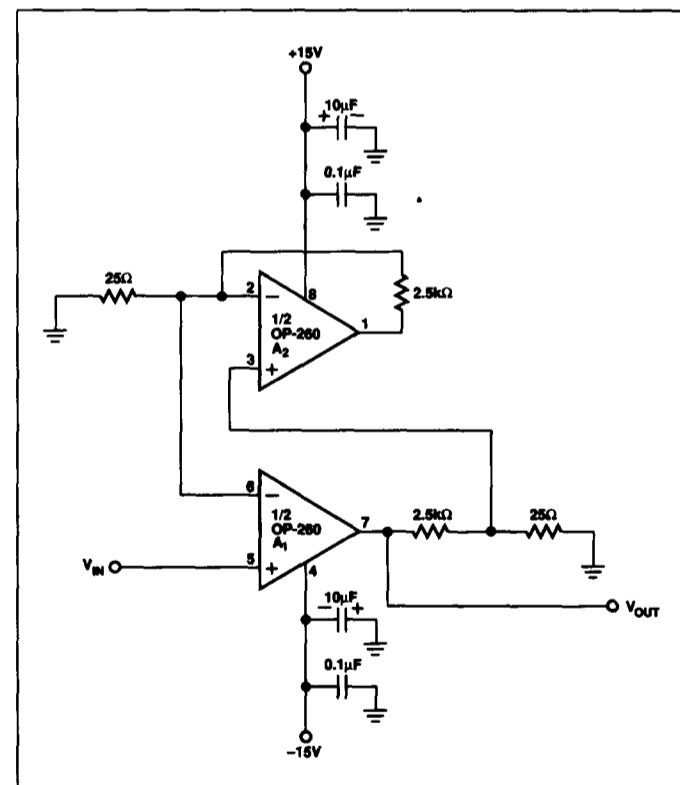 +15V
+ 10µF −
0.1µF
25Ω
2 − 8
2.5kΩ
1/2
OP-260
A2
1
3 +
6 −
1/2
OP-260
A1
7
2.5kΩ
25Ω
VIN
5 +
4
− 10µF +
VOUT
0.1µF
−15V